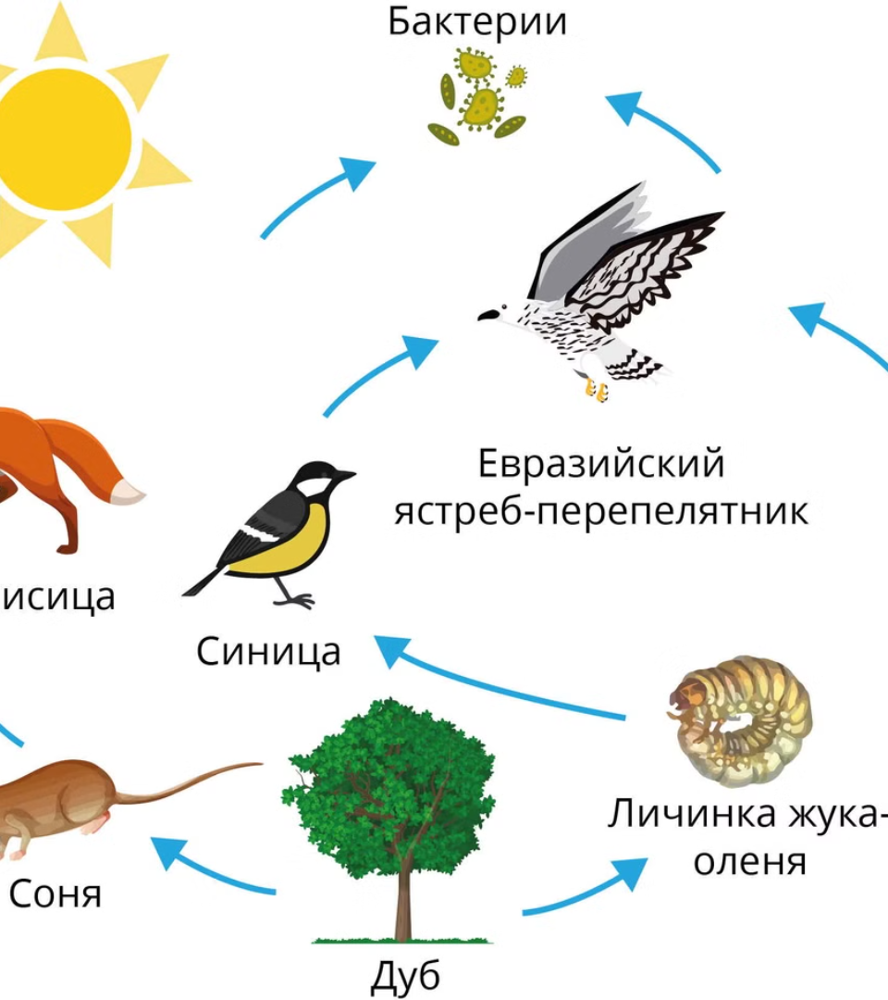 Бактерии
Евразийский
ястреб-перепелятник
исица
Синица
Личинка жука-
оленя
Соня
Дуб